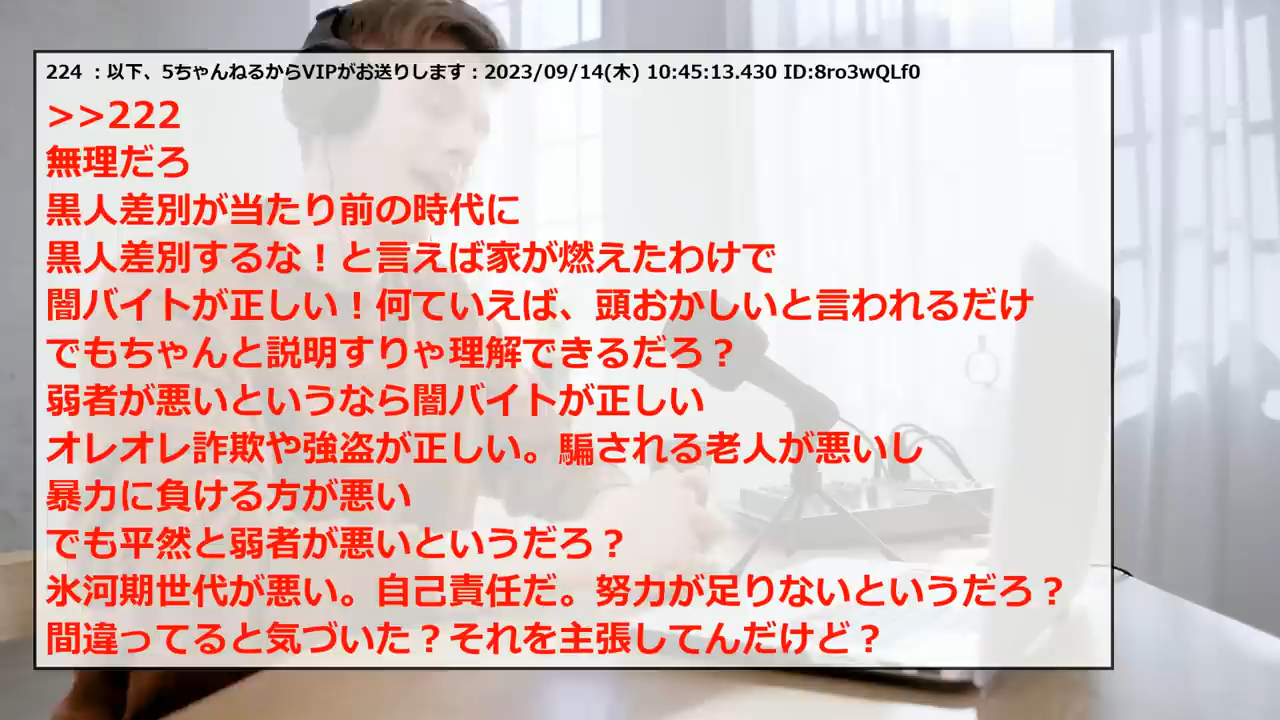 224 ：以下、5ちゃんねるからVIPがお送りします：2023/09/14(木) 10:45:13.430 ID:8ro3wQLf0
>>222
無理だろ
黒人差別が当たり前の時代に
黒人差別するな！と言えば家が燃えたわけで
闇バイトが正しい！何ていえば、頭おかしいと言われるだけ
でもちゃんと説明すりゃ理解できるだろ？
弱者が悪いというなら闇バイトが正しい
オレオレ詐欺や強盗が正しい。騙される老人が悪いし
暴力に負ける方が悪い
でも平然と弱者が悪いというだろ？
氷河期世代が悪い。自己責任だ。努力が足りないというだろ？
間違ってると気づいた？それを主張してんだけど？